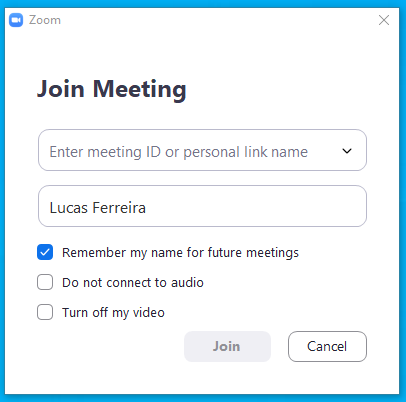 Zoom
Join Meeting
Enter meeting ID or personal link name
Lucas Ferreira
Remember my name for future meetings
Do not connect to audio
Turn off my video
Join Cancel